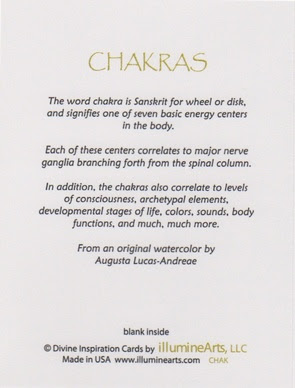 CHAKRAS
The word chakra is Sanskrit for wheel or disk,
and signifies one of seven basic energy centers
in the body.
Each of these centers correlates to major nerve
ganglia branching forth from the spinal column.
In addition, the chakras also correlate to levels
of consciousness, archetypal elements,
developmental stages of life, colors, sounds, body
functions, and much, much more.
From an original watercolor by
Augusta Lucas-Andreae
blank inside
© Divine Inspiration Cards by illumineArts, LLC
Made in USA www.illuminearts.com CHAK